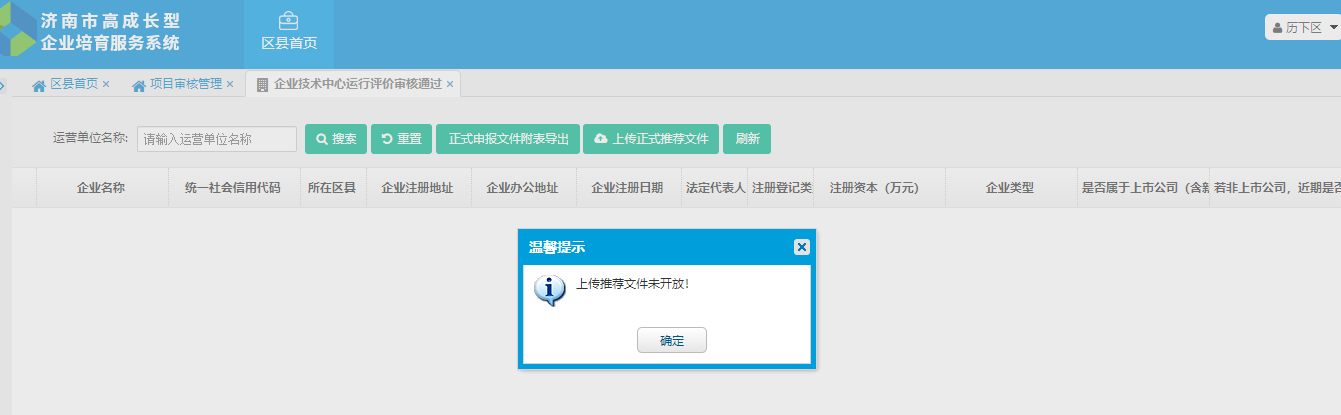 济南市高成长型
企业培育服务系统
区县首页
历下区
区县首页
项目审核管理
企业技术中心运行评价审核通过
运营单位名称:
请输入运营单位名称
搜索
重置
正式申报文件附表导出
上传正式推荐文件
刷新
企业名称
统一社会信用代码
所在区县
企业注册地址
企业办公地址
企业注册日期
法定代表人
注册登记类
注册资本（万元）
企业类型
是否属于上市公司（含新
若非上市公司，近期是否
温馨提示
上传推荐文件未开放!
确定